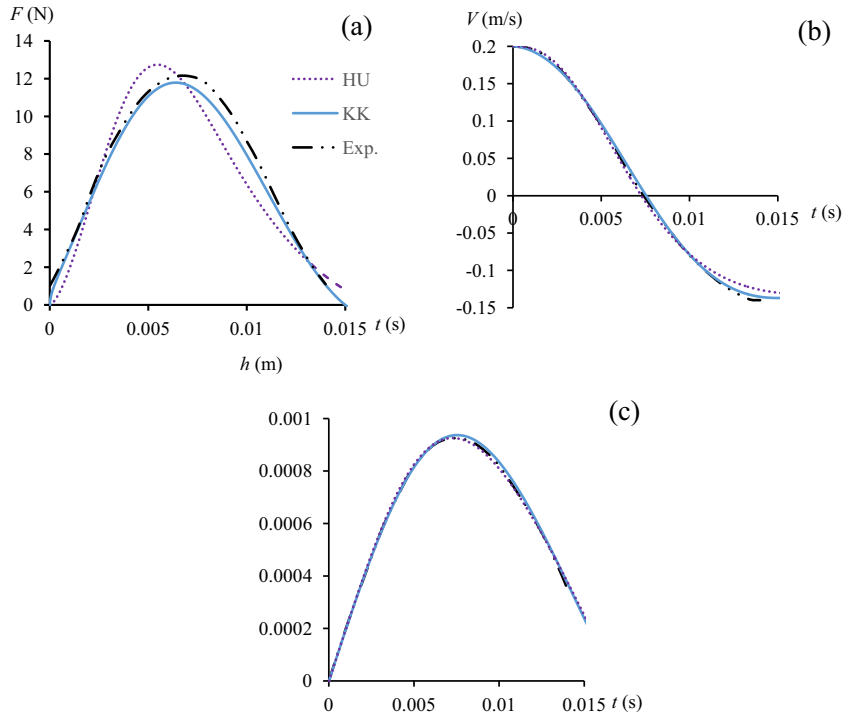 F (N)
(a)
14
12
10
8
6
4
2
0
0
0.005
0.01
0.015
t (s)
HU
KK
Exp.
V (m/s)
(b)
0.2
0.15
0.1
0.05
0
-0.05
-0.1
-0.15
0
0.005
0.01
0.015
t (s)
h (m)
(c)
0.001
0.0008
0.0006
0.0004
0.0002
0
0
0.005
0.01
0.015
t (s)